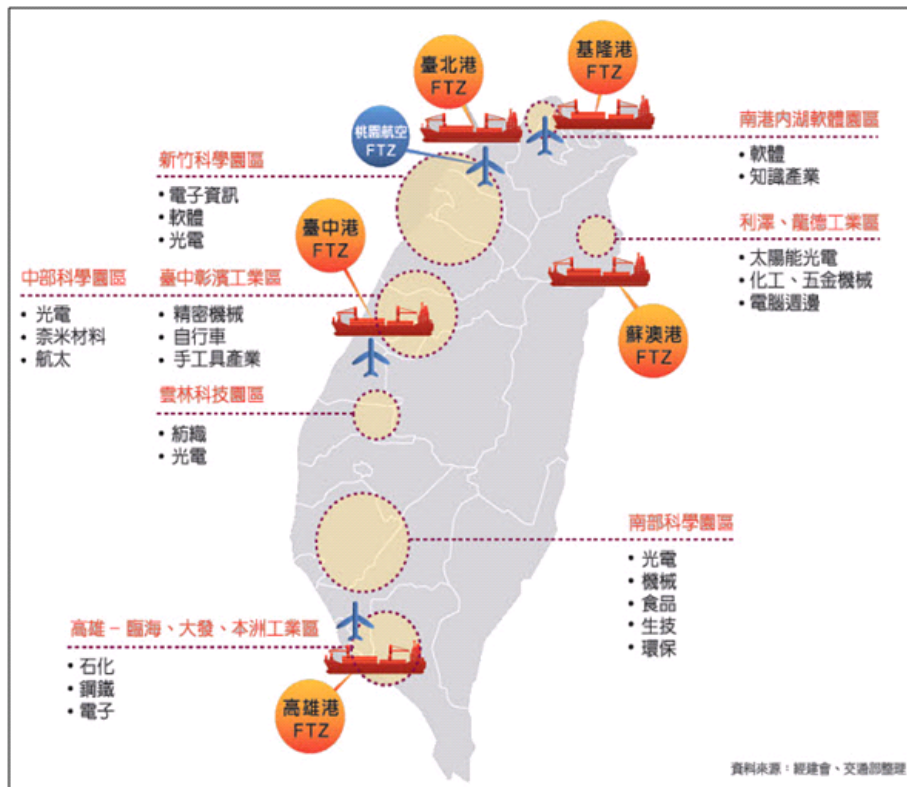 基隆港
FTZ
臺北港
FTZ
桃園航空
FTZ
南港内湖軟體園區
• 軟體
• 知識產業
新竹科學園區
• 電子資訊
• 軟體
• 光電
臺中港
FTZ
利澤、龍德工業區
• 太陽能光電
• 化工、五金機械
• 電腦週邊
蘇澳港
FTZ
中部科學園區
• 光電
• 奈米材料
• 航太
臺中彰濱工業區
• 精密機械
• 自行車
• 手工具產業
雲林科技園區
• 紡織
• 光電
南部科學園區
• 光電
• 機械
• 食品
• 生技
• 環保
高雄－臨海、大發、本洲工業區
• 石化
• 鋼鐵
• 電子
高雄港
FTZ
資料來源：經建會、交通部整理